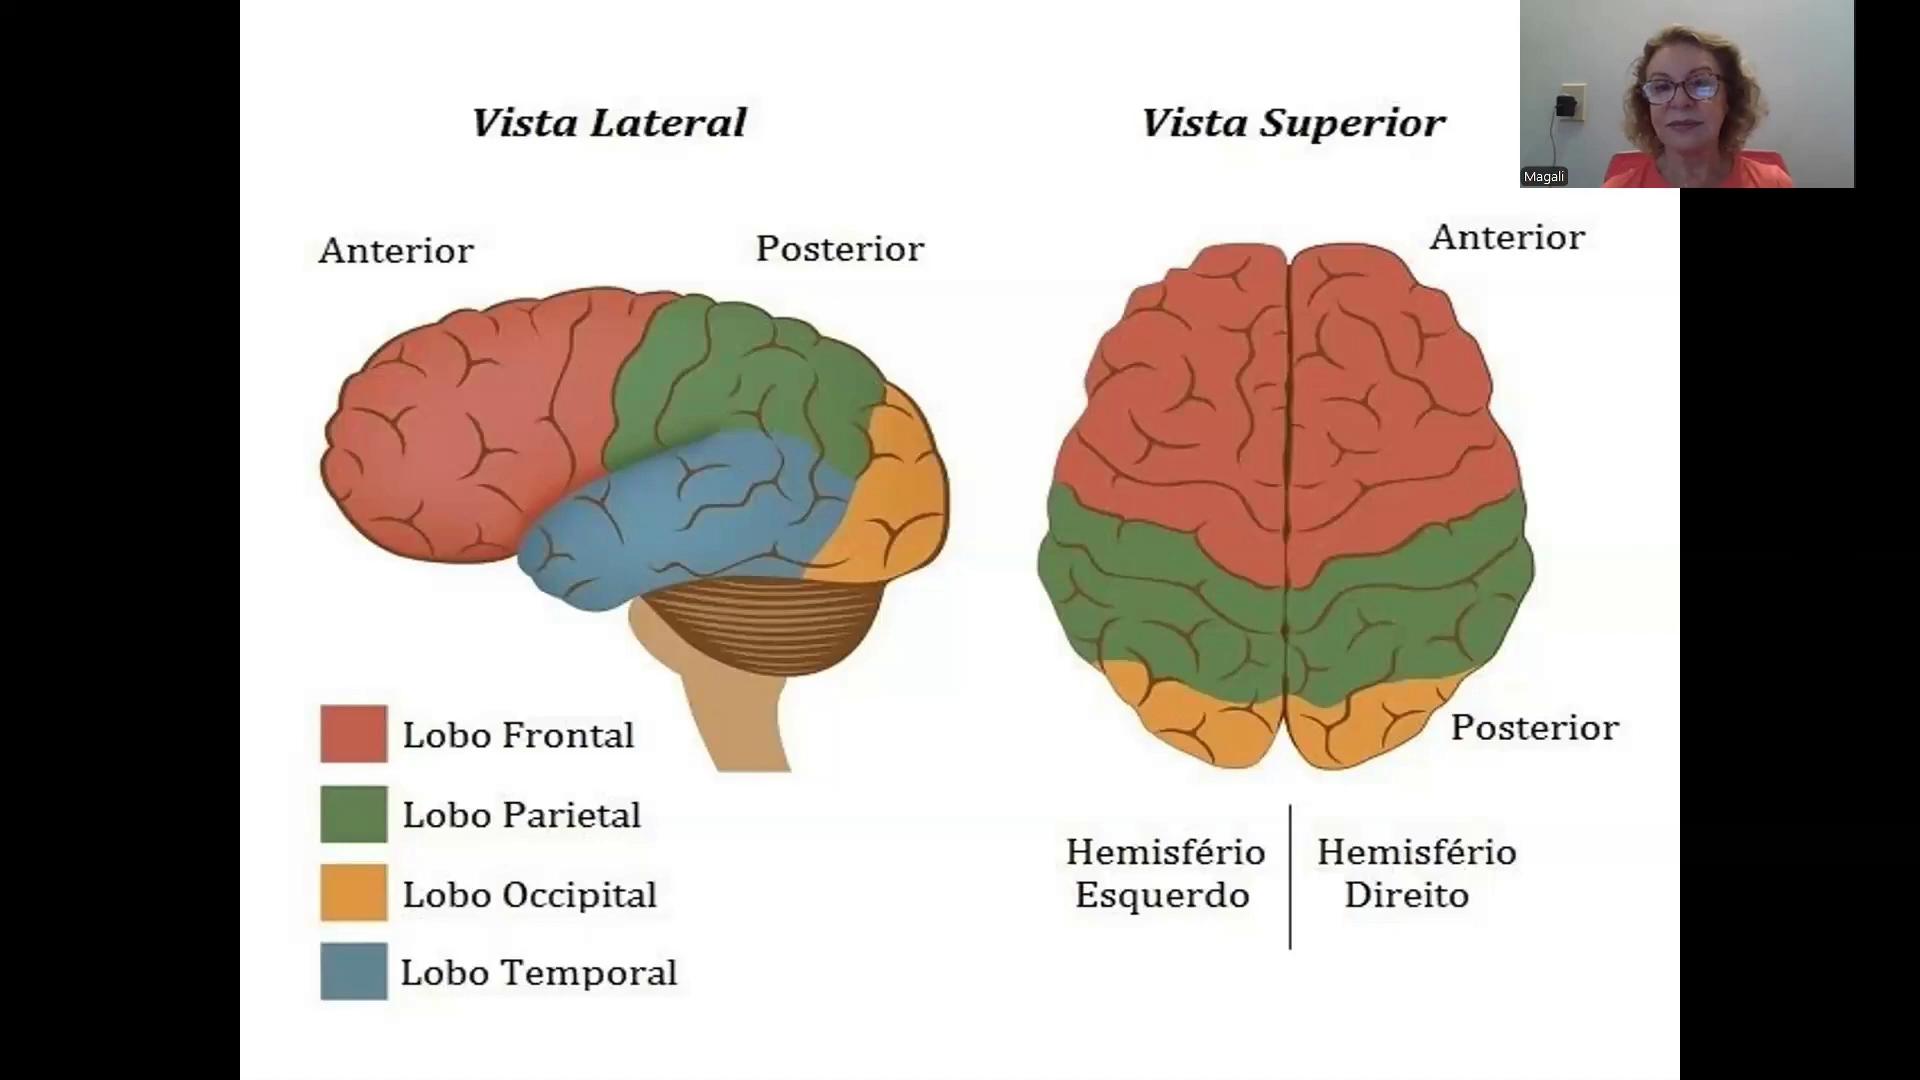 Vista Lateral
Vista Superior
Magali
Anterior
Posterior
Anterior
Lobo Frontal
Lobo Parietal
Lobo Occipital
Lobo Temporal
Posterior
Hemisfério
Esquerdo
Hemisfério
Direito